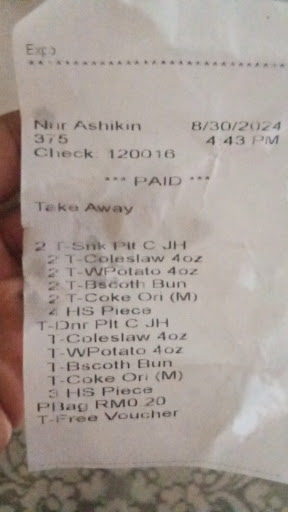 Expo
Nur Ashikin 8/30/2024
375 4:43 PM
Check: 120016
*** PAID ***
Take Away
2 T-Snk Plt C JH
2 T-Coleslaw 4oz
2 T-WPotato 4oz
2 T-Bscoth Bun
2 T-Coke Ori (M)
4 HS Piece
T-Dnr Plt C JH
1-Coleslaw 4oz
1-WPotato 4oz
1-Bscoth Bun
1-Coke Ori (M)
3 HS Piece
PBag RM0.20
T-Free Voucher